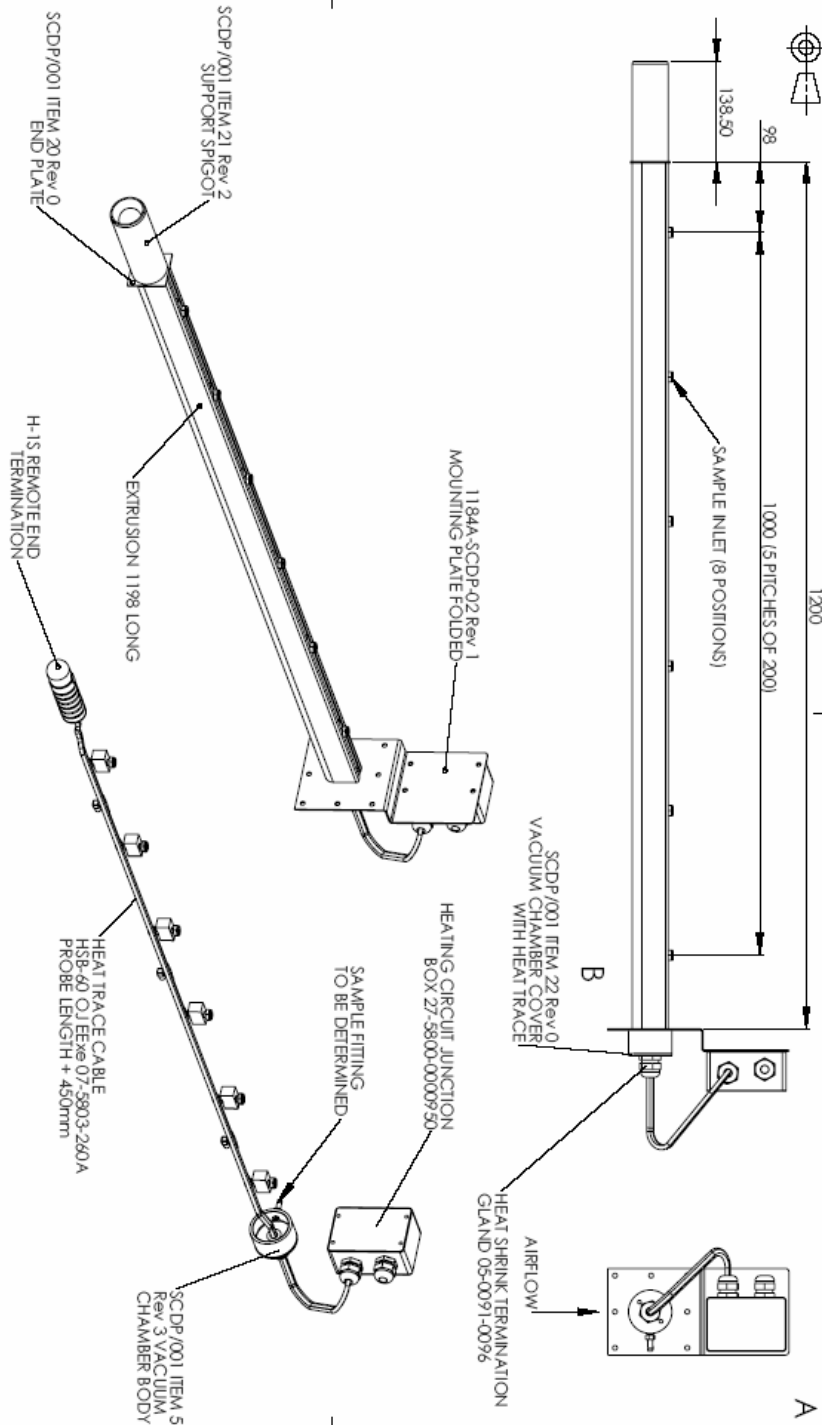 1200
98
1000 (5 PITCHES OF 200)
138.50
SAMPLE INLET (8 POSITIONS)
B
A
SCDP/001 ITEM 22 Rev 0
VACUUM CHAMBER COVER
WITH HEAT TRACE
HEAT SHRINK TERMINATION
GLAND 05-0091-0096
AIRFLOW
SCDP/001 ITEM 21 Rev 2
SUPPORT SPIGOT
SCDP/001 ITEM 20 Rev 0
END PLATE
EXTRUSION 1198 LONG
1184A-SCDP-02 Rev 1
MOUNTING PLATE FOLDED
H-1S REMOTE END
TERMINATION
HEAT TRACE CABLE
HSB-60 OJ EExe 07-5803-260A
PROBE LENGTH + 450mm
SAMPLE FITTING
TO BE DETERMINED
HEATING CIRCUIT JUNCTION
BOX 27-5800-0000950
SCDP/001 ITEM 5
Rev 3 VACUUM
CHAMBER BODY